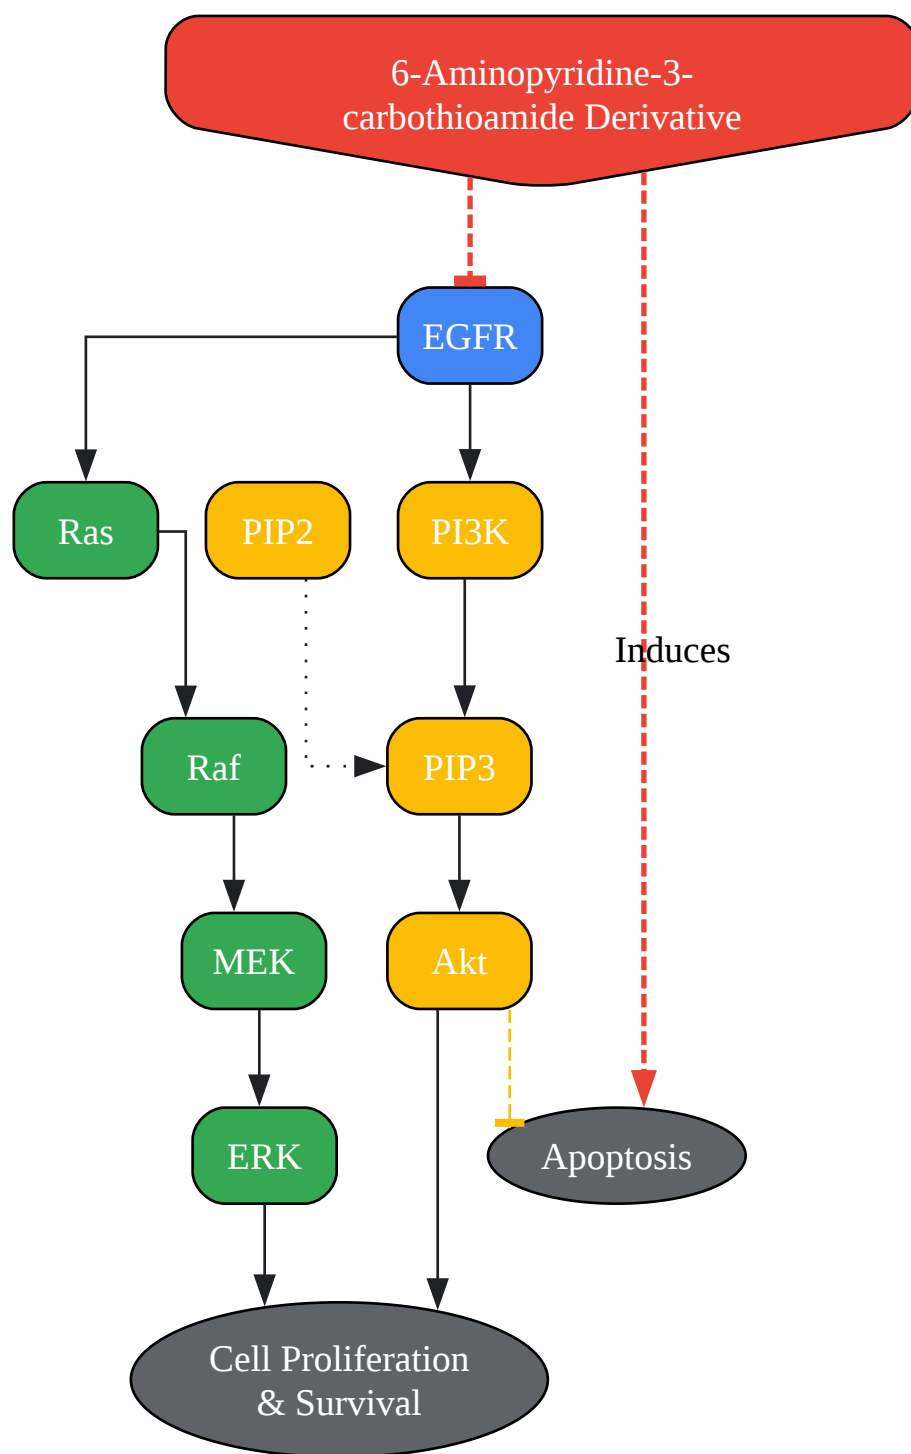 6-Aminopyridine-3-
carbothioamide Derivative
EGFR
Ras
PIP2
PI3K
Induces
Raf
PIP3
MEK
Akt
ERK
Apoptosis
Cell Proliferation
& Survival